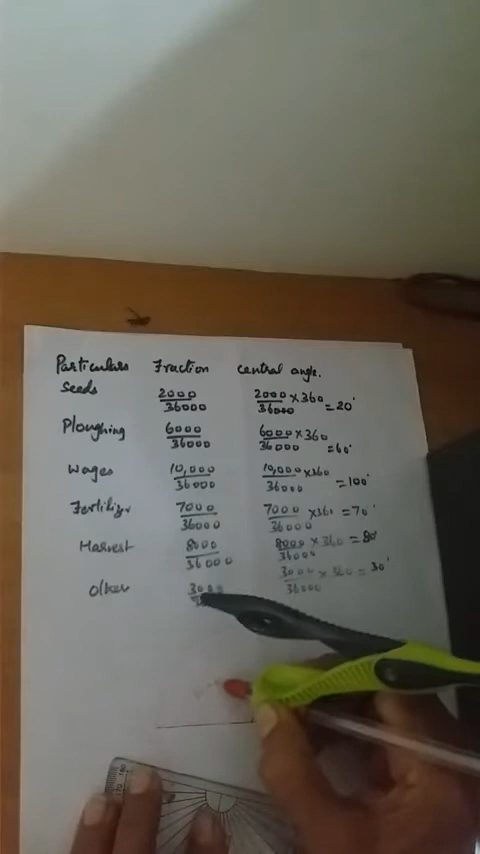 Particulars Fraction central angle.
Seeds 2000/36000 2000/36000 × 360 = 20°
Ploughing 6000/36000 6000/36000 × 360 = 60°
Wages 10,000/36000 10,000/36000 × 360 = 100°
Fertilizer 7000/36000 7000/36000 × 360 = 70°
Harvest 8000/36000 8000/36000 × 360 = 80°
Other 3000 3000/36000 × 360 = 30°